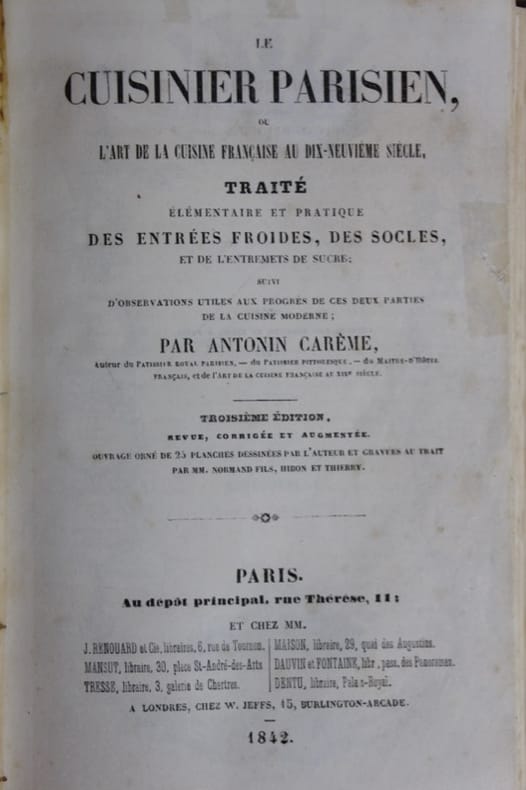 LE
CUISINIER PARISIEN,
OU
L'ART DE LA CUISINE FRANÇAISE AU DIX-NEUVIÈME SIÈCLE,
TRAITÉ
ÉLÉMENTAIRE ET PRATIQUE
DES ENTRÉES FROIDES, DES SOCLES,
ET DE L'ENTREMETS DE SUCRE;
SUIVI
D'OBSERVATIONS UTILES AUX PROGRÈS DE CES DEUX PARTIES
DE LA CUISINE MODERNE;
PAR ANTONIN CARÊME,
Auteur du PATISSIER ROYAL PARISIEN, — du PATISSIER PITTORESQUE, — du MAITRE-D'HÔTEL
FRANÇAIS, et de l'ART DE LA CUISINE FRANÇAISE AU XIXe SIÈCLE.
TROISIÈME ÉDITION,
REVUE, CORRIGÉE ET AUGMENTÉE.
OUVRAGE ORNÉ DE 25 PLANCHES DESSINÉES PAR L'AUTEUR ET GRAVÉES AU TRAIT
PAR MM. NORMAND FILS, HIBON ET THIERRY.
PARIS.
Au dépôt principal, rue Thérèse, 11;
ET CHEZ MM.
J. RENOUARD et Cie, libraires, 6, rue de Tournon.
MANSUT, libraire, 30, place St-André-des-Arts
TRESSE, libraire, 3, galerie de Chartres.
MAISON, libraire, 29, quai des Augustins.
DAUVIN et FONTAINE, libr., pass. des Panoramas.
DENTU, libraire, Palais-Royal.
A LONDRES, CHEZ W. JEFFS, 15, BURLINGTON-ARCADE.
1842.